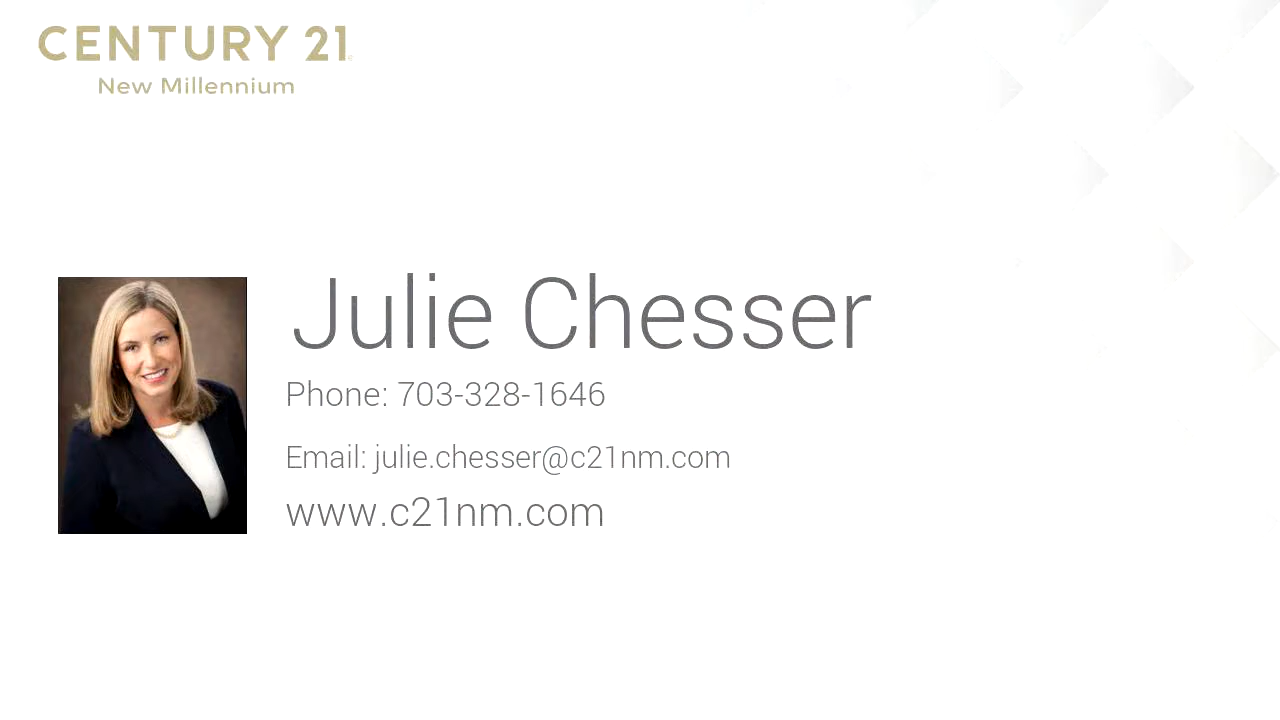 CENTURY 21
New Millennium
Julie Chesser
Phone: 703-328-1646
Email: julie.chesser@c21nm.com
www.c21nm.com